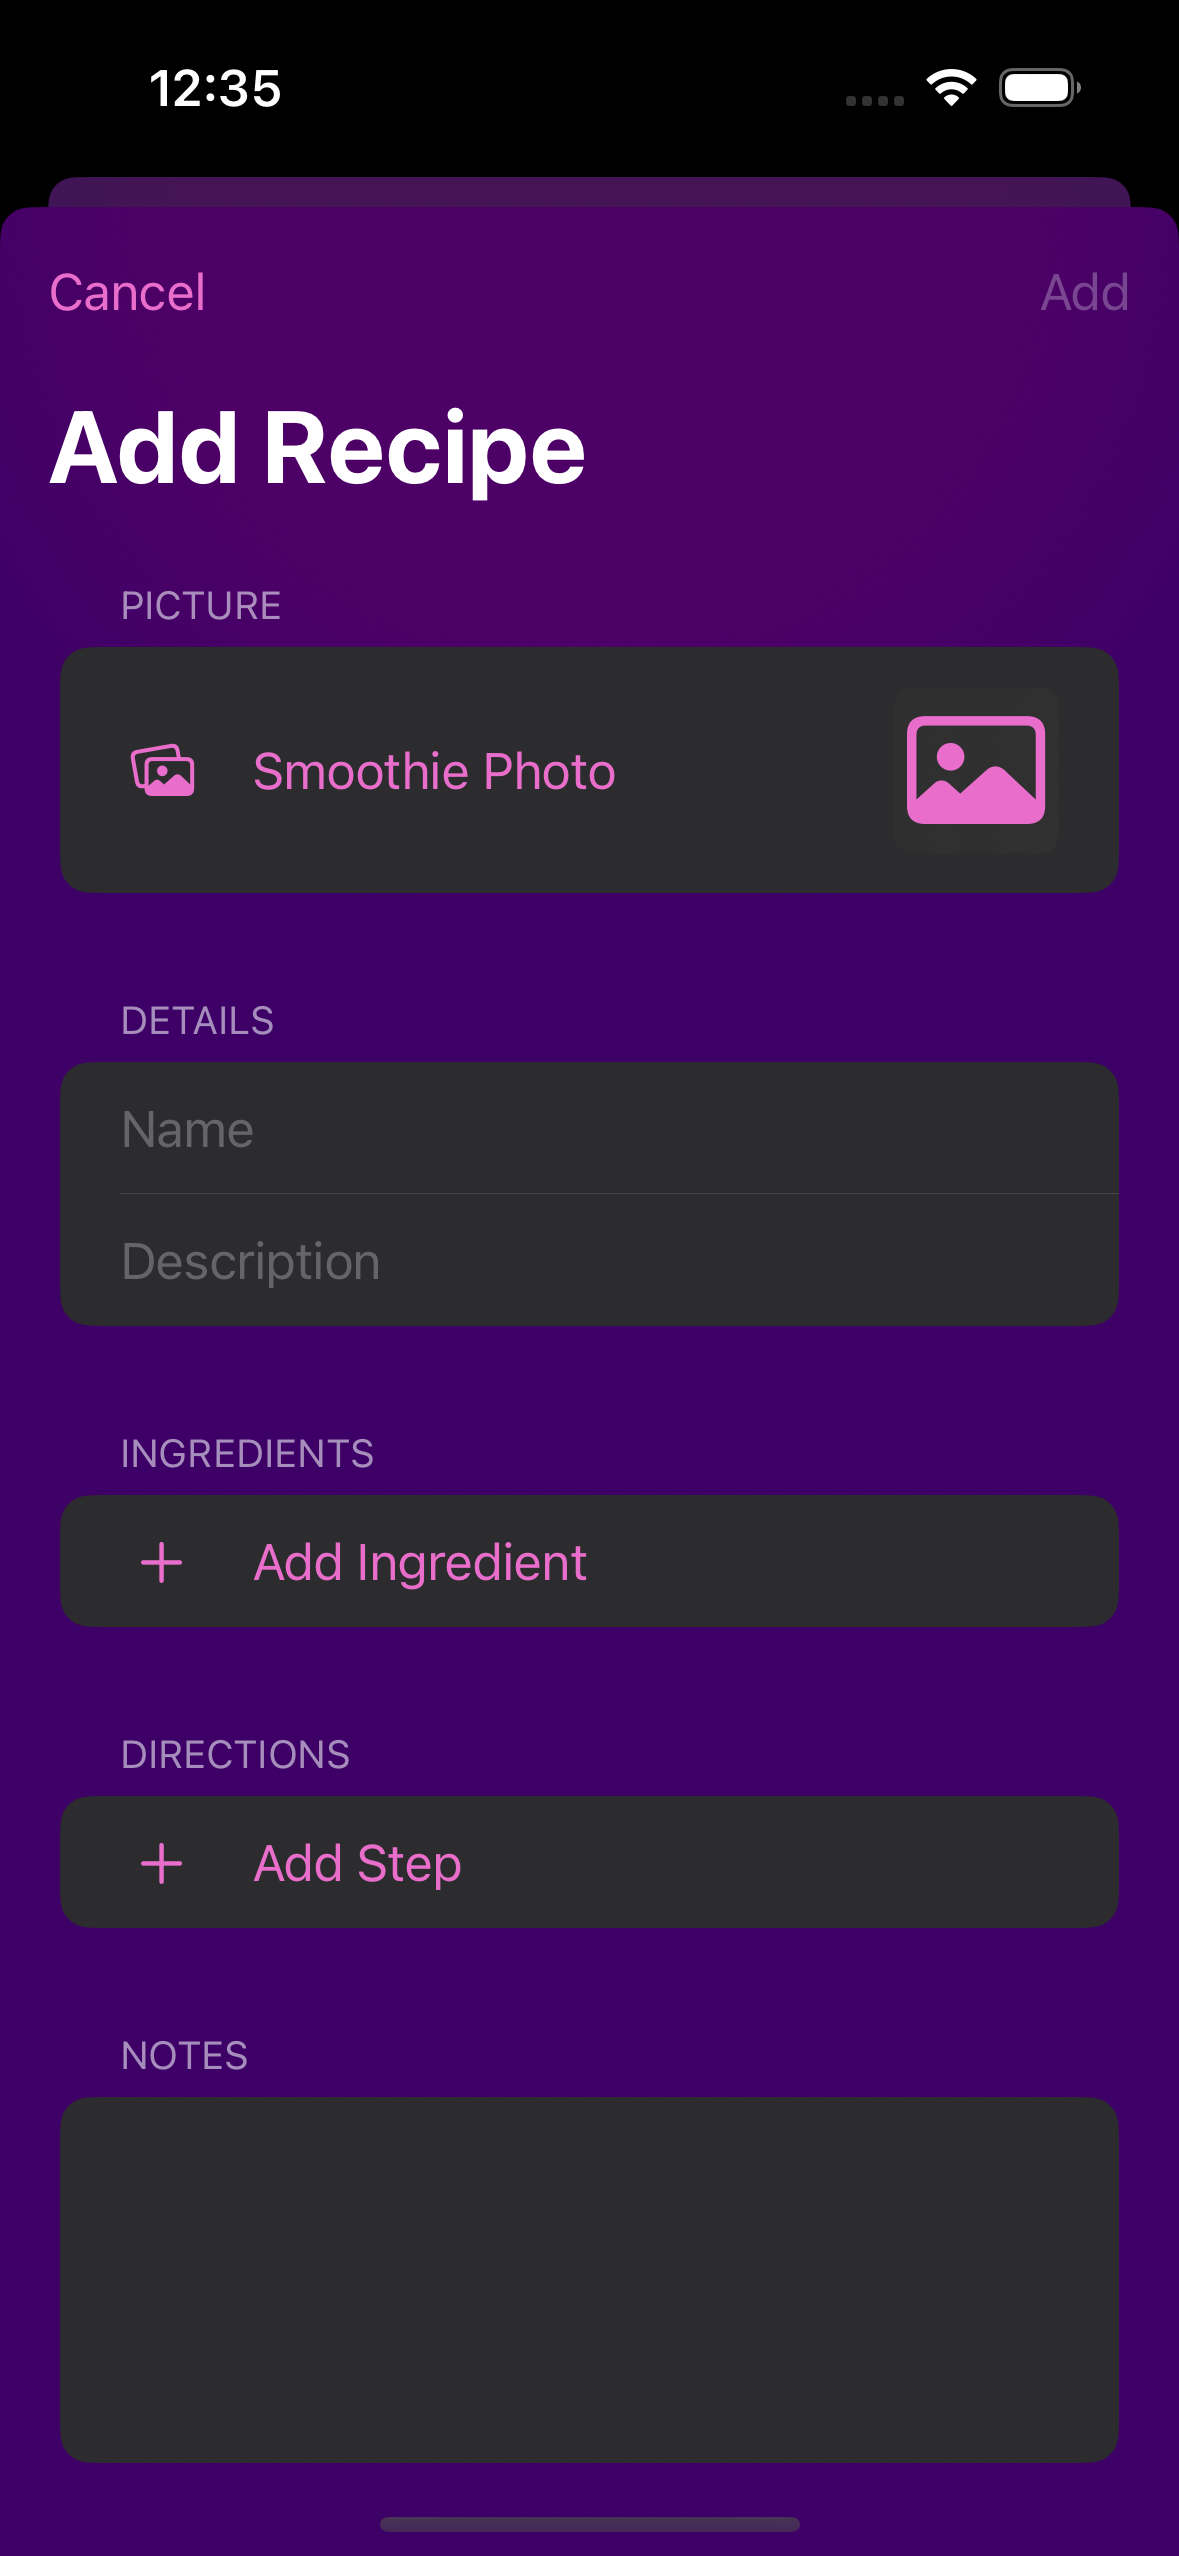 12:35
Cancel
Add
Add Recipe
PICTURE
Smoothie Photo
DETAILS
Name
Description
INGREDIENTS
Add Ingredient
DIRECTIONS
Add Step
NOTES